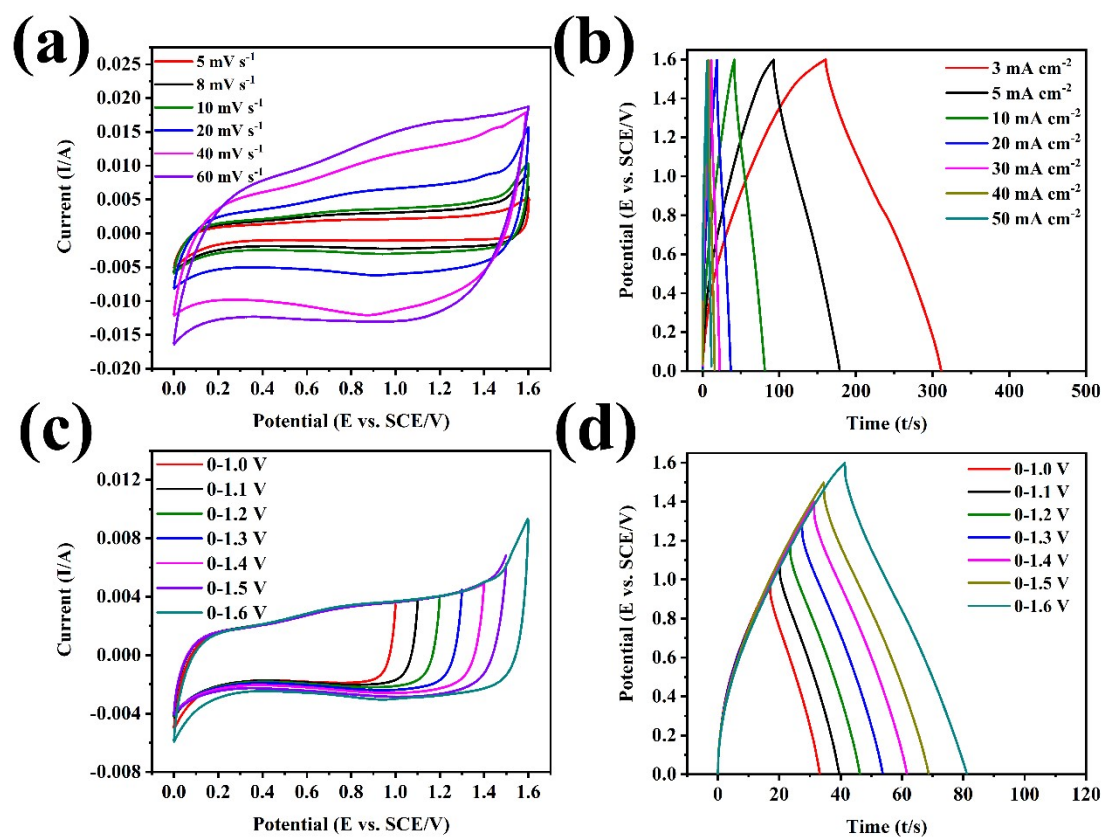 (a)
0.025
0.020
0.015
0.010
0.005
0.000
-0.005
-0.010
-0.015
-0.020
Current (I/A)
5 mV s⁻¹
8 mV s⁻¹
10 mV s⁻¹
20 mV s⁻¹
40 mV s⁻¹
60 mV s⁻¹
0.0 0.2 0.4 0.6 0.8 1.0 1.2 1.4 1.6
Potential (E vs. SCE/V)
(b)
1.6
1.4
1.2
1.0
0.8
0.6
0.4
0.2
0.0
Potential (E vs. SCE/V)
3 mA cm⁻²
5 mA cm⁻²
10 mA cm⁻²
20 mA cm⁻²
30 mA cm⁻²
40 mA cm⁻²
50 mA cm⁻²
0 100 200 300 400 500
Time (t/s)
(c)
0.012
0.008
0.004
0.000
-0.004
-0.008
Current (I/A)
0-1.0 V
0-1.1 V
0-1.2 V
0-1.3 V
0-1.4 V
0-1.5 V
0-1.6 V
0.0 0.2 0.4 0.6 0.8 1.0 1.2 1.4 1.6
Potential (E vs. SCE/V)
(d)
1.6
1.4
1.2
1.0
0.8
0.6
0.4
0.2
0.0
Potential (E vs. SCE/V)
0-1.0 V
0-1.1 V
0-1.2 V
0-1.3 V
0-1.4 V
0-1.5 V
0-1.6 V
0 20 40 60 80 100 120
Time (t/s)